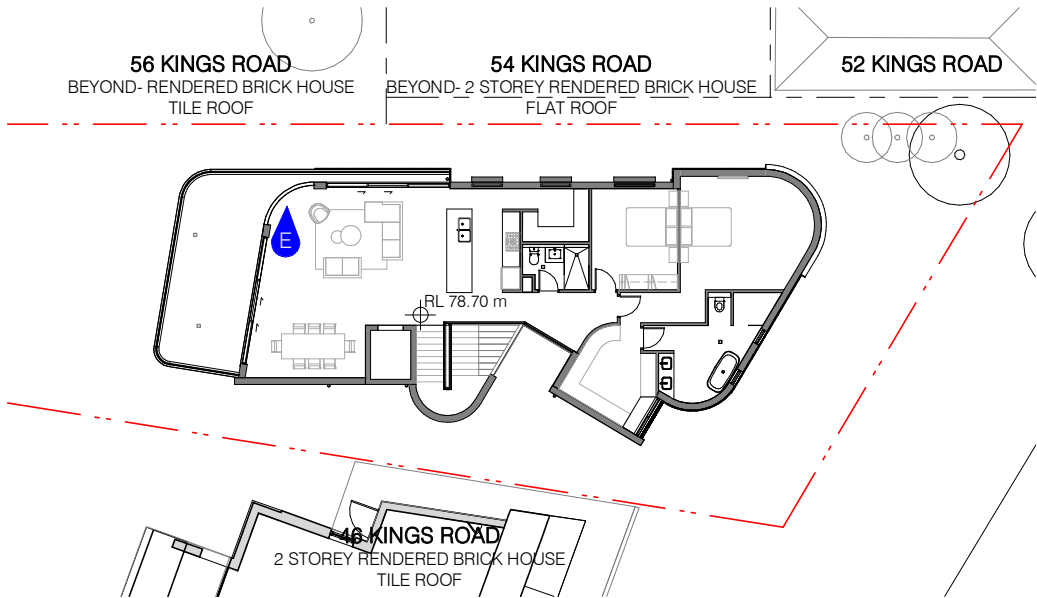 56 KINGS ROAD
BEYOND- RENDERED BRICK HOUSE
TILE ROOF
54 KINGS ROAD
BEYOND- 2 STOREY RENDERED BRICK HOUSE
FLAT ROOF
52 KINGS ROAD
E
RL 78.70 m
46 KINGS ROAD
2 STOREY RENDERED BRICK HOUSE
TILE ROOF